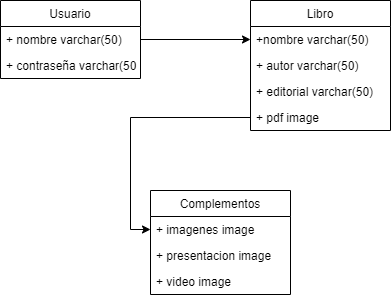 Usuario
+ nombre varchar(50)
+ contraseña varchar(50
Libro
+nombre varchar(50)
+ autor varchar(50)
+ editorial varchar(50)
+ pdf image
Complementos
+ imagenes image
+ presentacion image
+ video image